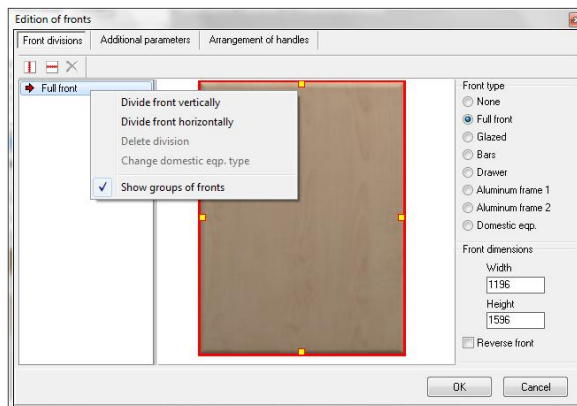 Edition of fronts
Front divisions
Additional parameters
Arrangement of handles
Full front
Divide front vertically
Divide front horizontally
Delete division
Change domestic eqp. type
Show groups of fronts
Front type
None
Full front
Glazed
Bars
Drawer
Aluminum frame 1
Aluminum frame 2
Domestic eqp.
Front dimensions
Width
1196
Height
1596
Reverse front
OK
Cancel